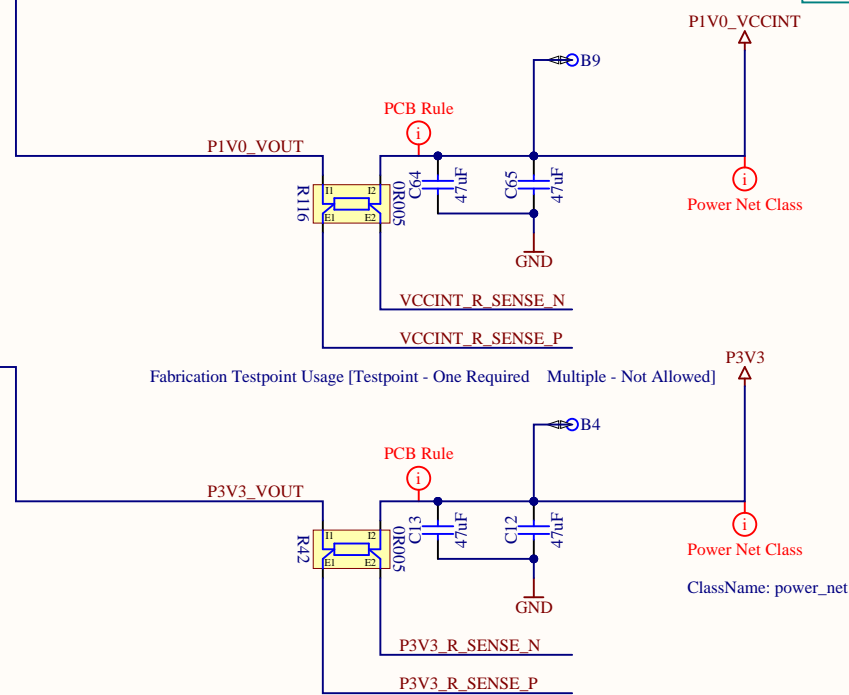 P1V0_VCCINT
B9
PCB Rule
i
P1V0_VOUT
I1 I2
E1 E2
R116
0R005
C64
47uF
C65
47uF
i
Power Net Class
GND
VCCINT_R_SENSE_N
VCCINT_R_SENSE_P
P3V3
Fabrication Testpoint Usage [Testpoint - One Required    Multiple - Not Allowed]
B4
PCB Rule
i
P3V3_VOUT
I1 I2
E1 E2
R42
0R005
C13
47uF
C12
47uF
i
Power Net Class
ClassName: power_net
GND
P3V3_R_SENSE_N
P3V3_R_SENSE_P